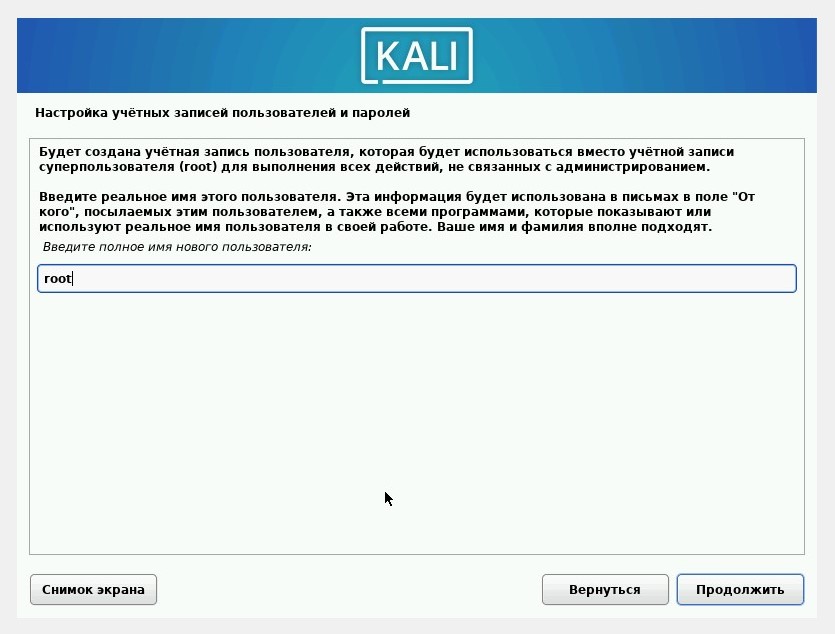 KALI
Настройка учётных записей пользователей и паролей
Будет создана учётная запись пользователя, которая будет использоваться вместо учётной записи
суперпользователя (root) для выполнения всех действий, не связанных с администрированием.
Введите реальное имя этого пользователя. Эта информация будет использована в письмах в поле "От
кого", посылаемых этим пользователем, а также всеми программами, которые показывают или
используют реальное имя пользователя в своей работе. Ваше имя и фамилия вполне подходят.
Введите полное имя нового пользователя:
root
Снимок экрана
Вернуться
Продолжить